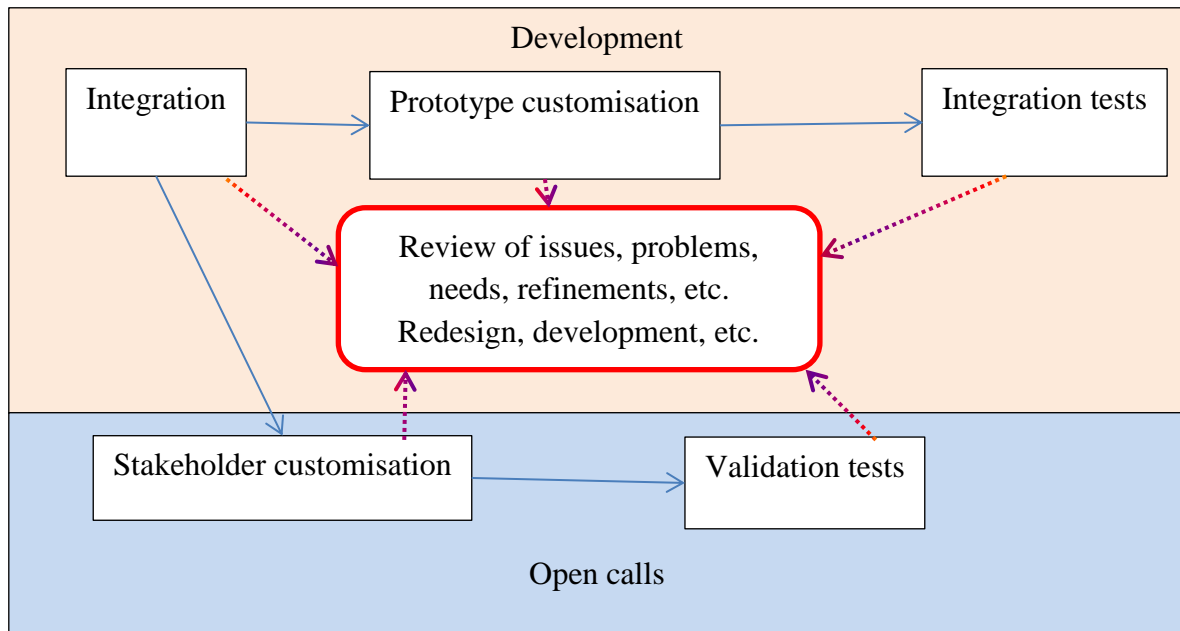 Development
Integration
Prototype customisation
Integration tests
Review of issues, problems,
needs, refinements, etc.
Redesign, development, etc.
Stakeholder customisation
Validation tests
Open calls